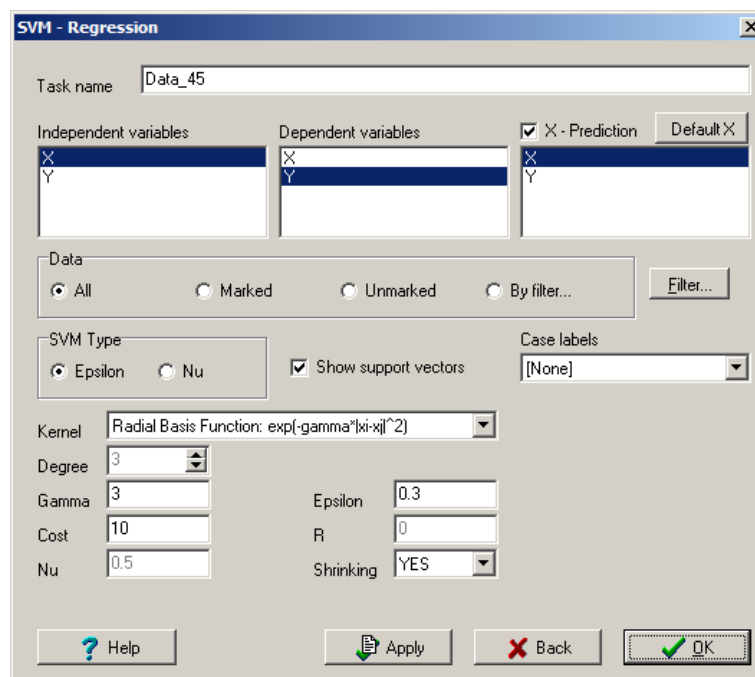 SVM - Regression
Task name Data_45
Independent variables Dependent variables X - Prediction Default X
X X X
Y Y Y
Data
All Marked Unmarked By filter... Filter...
SVM Type Case labels
Epsilon Nu Show support vectors [None]
Kernel Radial Basis Function: exp(-gamma*|xi-xj|^2)
Degree 3
Gamma 3 Epsilon 0.3
Cost 10 R 0
Nu 0.5 Shrinking YES
? Help Apply Back OK